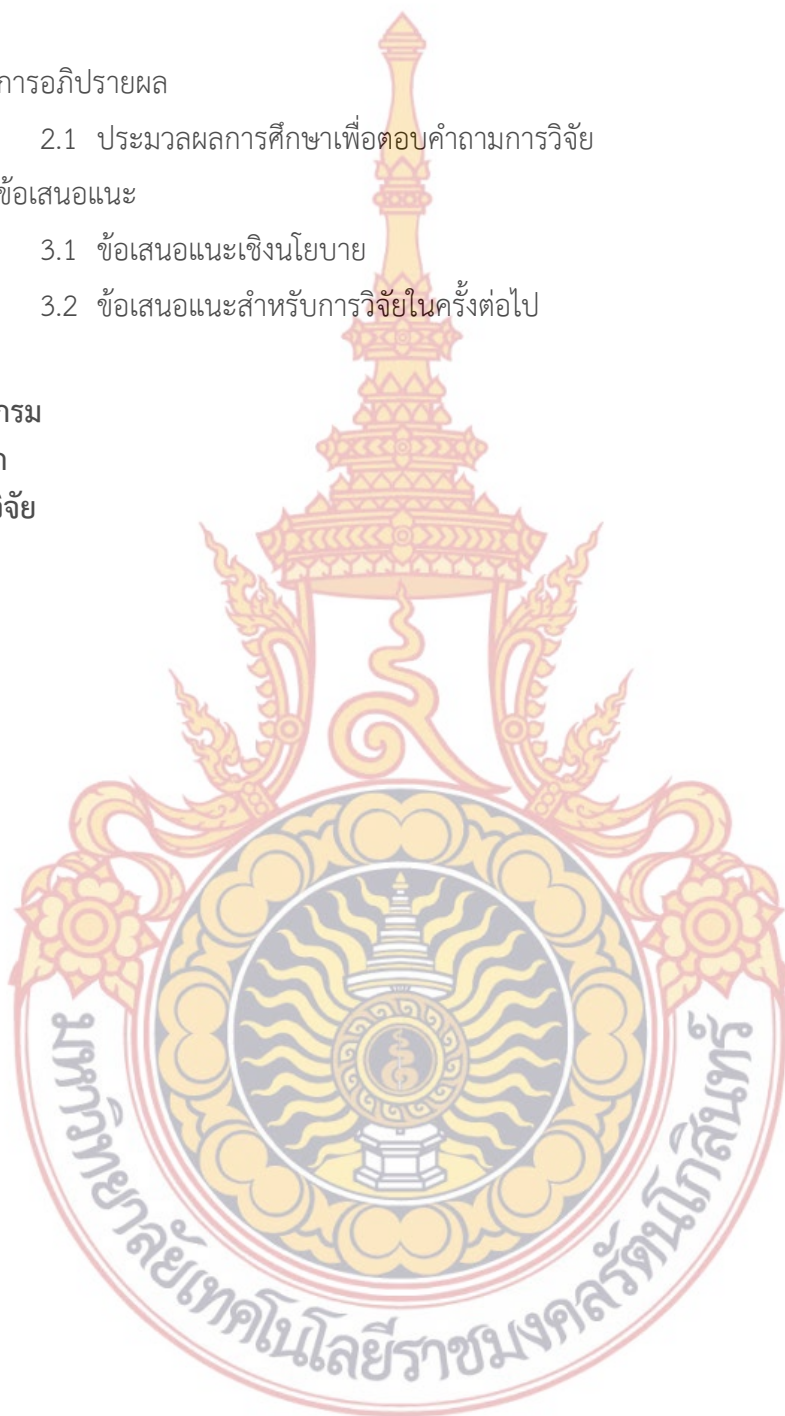 การอภิปรายผล
2.1 ประมวลผลการศึกษาเพื่อตอบคำถามการวิจัย
ข้อเสนอแนะ
3.1 ข้อเสนอแนะเชิงนโยบาย
3.2 ข้อเสนอแนะสำหรับการวิจัยในครั้งต่อไป
กรม
า
วิจัย
มหาวิทยาลัยเทคโนโลยีราชมงคลรัตนโกสินทร์